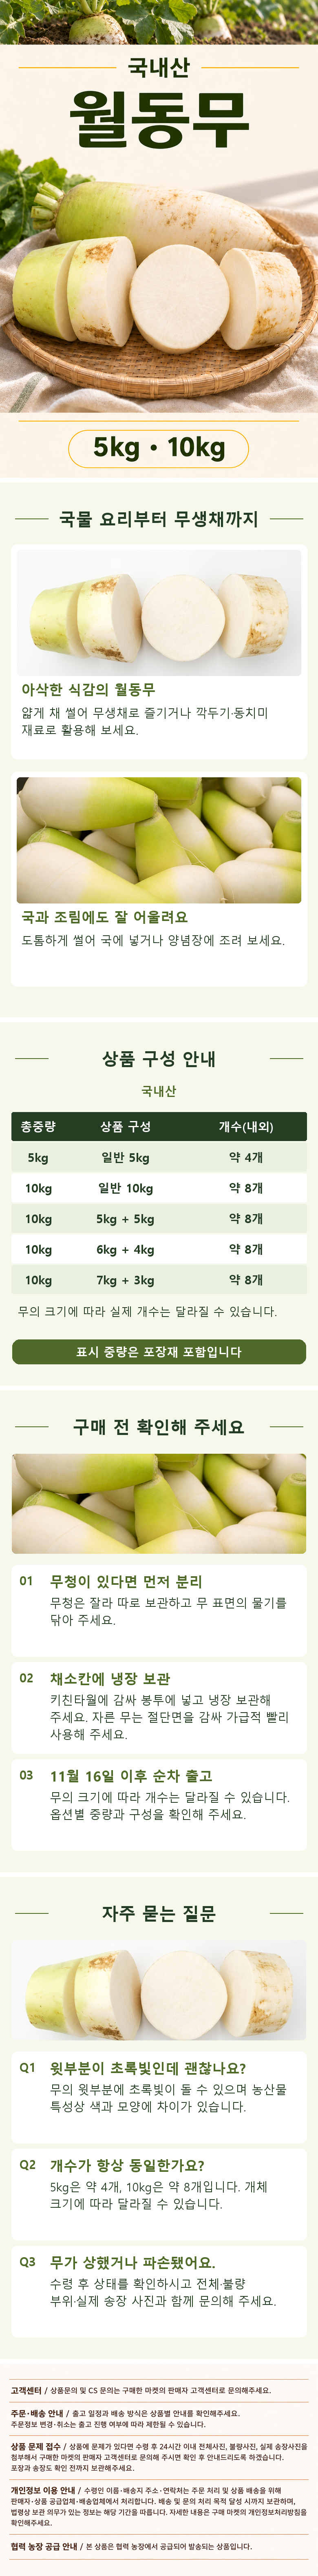 국내산
월동무
5kg · 10kg
국물 요리부터 무생채까지
아삭한 식감의 월동무
얇게 채 썰어 무생채로 즐기거나 깍두기·동치미
재료로 활용해 보세요.
국과 조림에도 잘 어울려요
도톰하게 썰어 국에 넣거나 양념장에 조려 보세요.
상품 구성 안내
국내산
총중량 상품 구성 개수(내외)
5kg 일반 5kg 약 4개
10kg 일반 10kg 약 8개
10kg 5kg + 5kg 약 8개
10kg 6kg + 4kg 약 8개
10kg 7kg + 3kg 약 8개
무의 크기에 따라 실제 개수는 달라질 수 있습니다.
표시 중량은 포장재 포함입니다
구매 전 확인해 주세요
01 무청이 있다면 먼저 분리
무청은 잘라 따로 보관하고 무 표면의 물기를
닦아 주세요.
02 채소칸에 냉장 보관
키친타월에 감싸 봉투에 넣고 냉장 보관해
주세요. 자른 무는 절단면을 감싸 가급적 빨리
사용해 주세요.
03 11월 16일 이후 순차 출고
무의 크기에 따라 개수는 달라질 수 있습니다.
옵션별 중량과 구성을 확인해 주세요.
자주 묻는 질문
Q1 윗부분이 초록빛인데 괜찮나요?
무의 윗부분에 초록빛이 돌 수 있으며 농산물
특성상 색과 모양에 차이가 있습니다.
Q2 개수가 항상 동일한가요?
5kg은 약 4개, 10kg은 약 8개입니다. 개체
크기에 따라 달라질 수 있습니다.
Q3 무가 상했거나 파손됐어요.
수령 후 상태를 확인하시고 전체·불량
부위·실제 송장 사진과 함께 문의해 주세요.
고객센터 / 상품문의 및 CS 문의는 구매한 마켓의 판매자 고객센터로 문의해주세요.
주문·배송 안내 / 출고 일정과 배송 방식은 상품별 안내를 확인해주세요.
주문정보 변경·취소는 출고 진행 여부에 따라 제한될 수 있습니다.
상품 문제 접수 / 상품에 문제가 있다면 수령 후 24시간 이내 전체사진, 불량사진, 실제 송장사진을
첨부해서 구매한 마켓의 판매자 고객센터로 문의해 주시면 확인 후 안내드리도록 하겠습니다.
포장과 송장도 확인 전까지 보관해주세요.
개인정보 이용 안내 / 수령인 이름·배송지 주소·연락처는 주문 처리 및 상품 배송을 위해
판매자·상품 공급업체·배송업체에서 처리합니다. 배송 및 문의 처리 목적 달성 시까지 보관하며,
법령상 보관 의무가 있는 정보는 해당 기간을 따릅니다. 자세한 내용은 구매 마켓의 개인정보처리방침을
확인해주세요.
협력 농장 공급 안내 / 본 상품은 협력 농장에서 공급되어 발송되는 상품입니다.